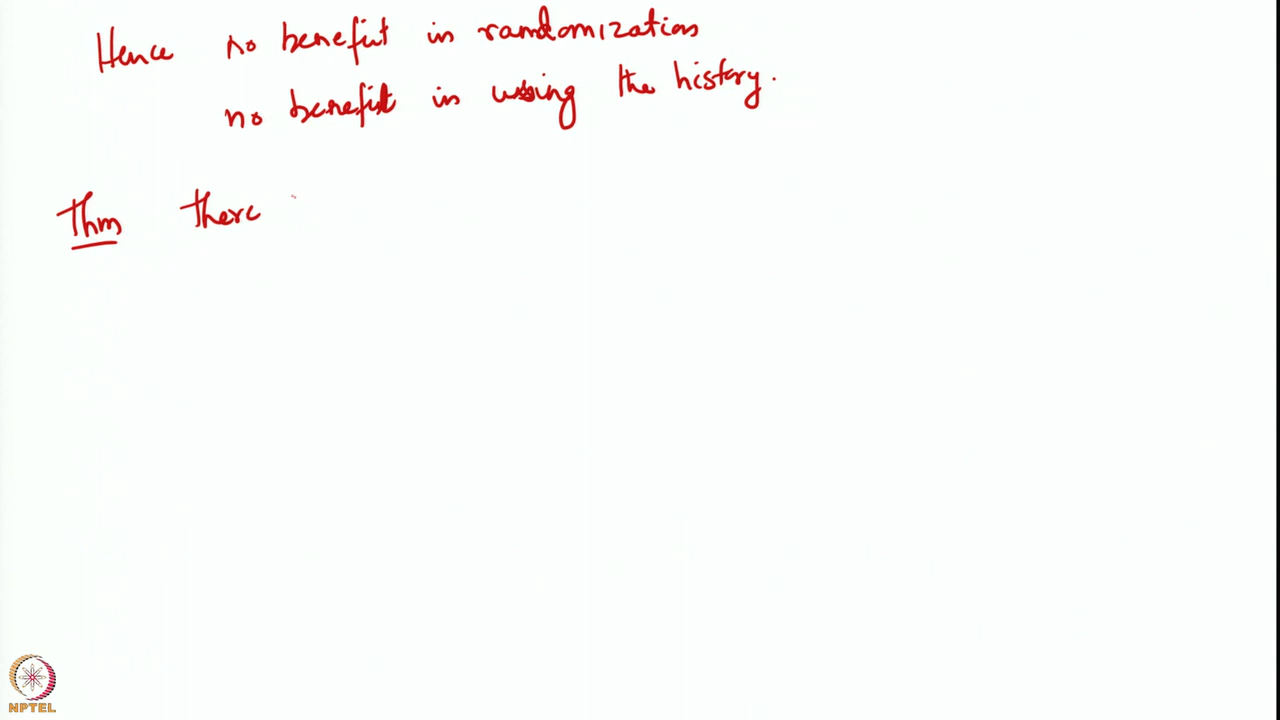 Hence no benefit in randomization
no benefit in using the history.
Thm there
NPTEL